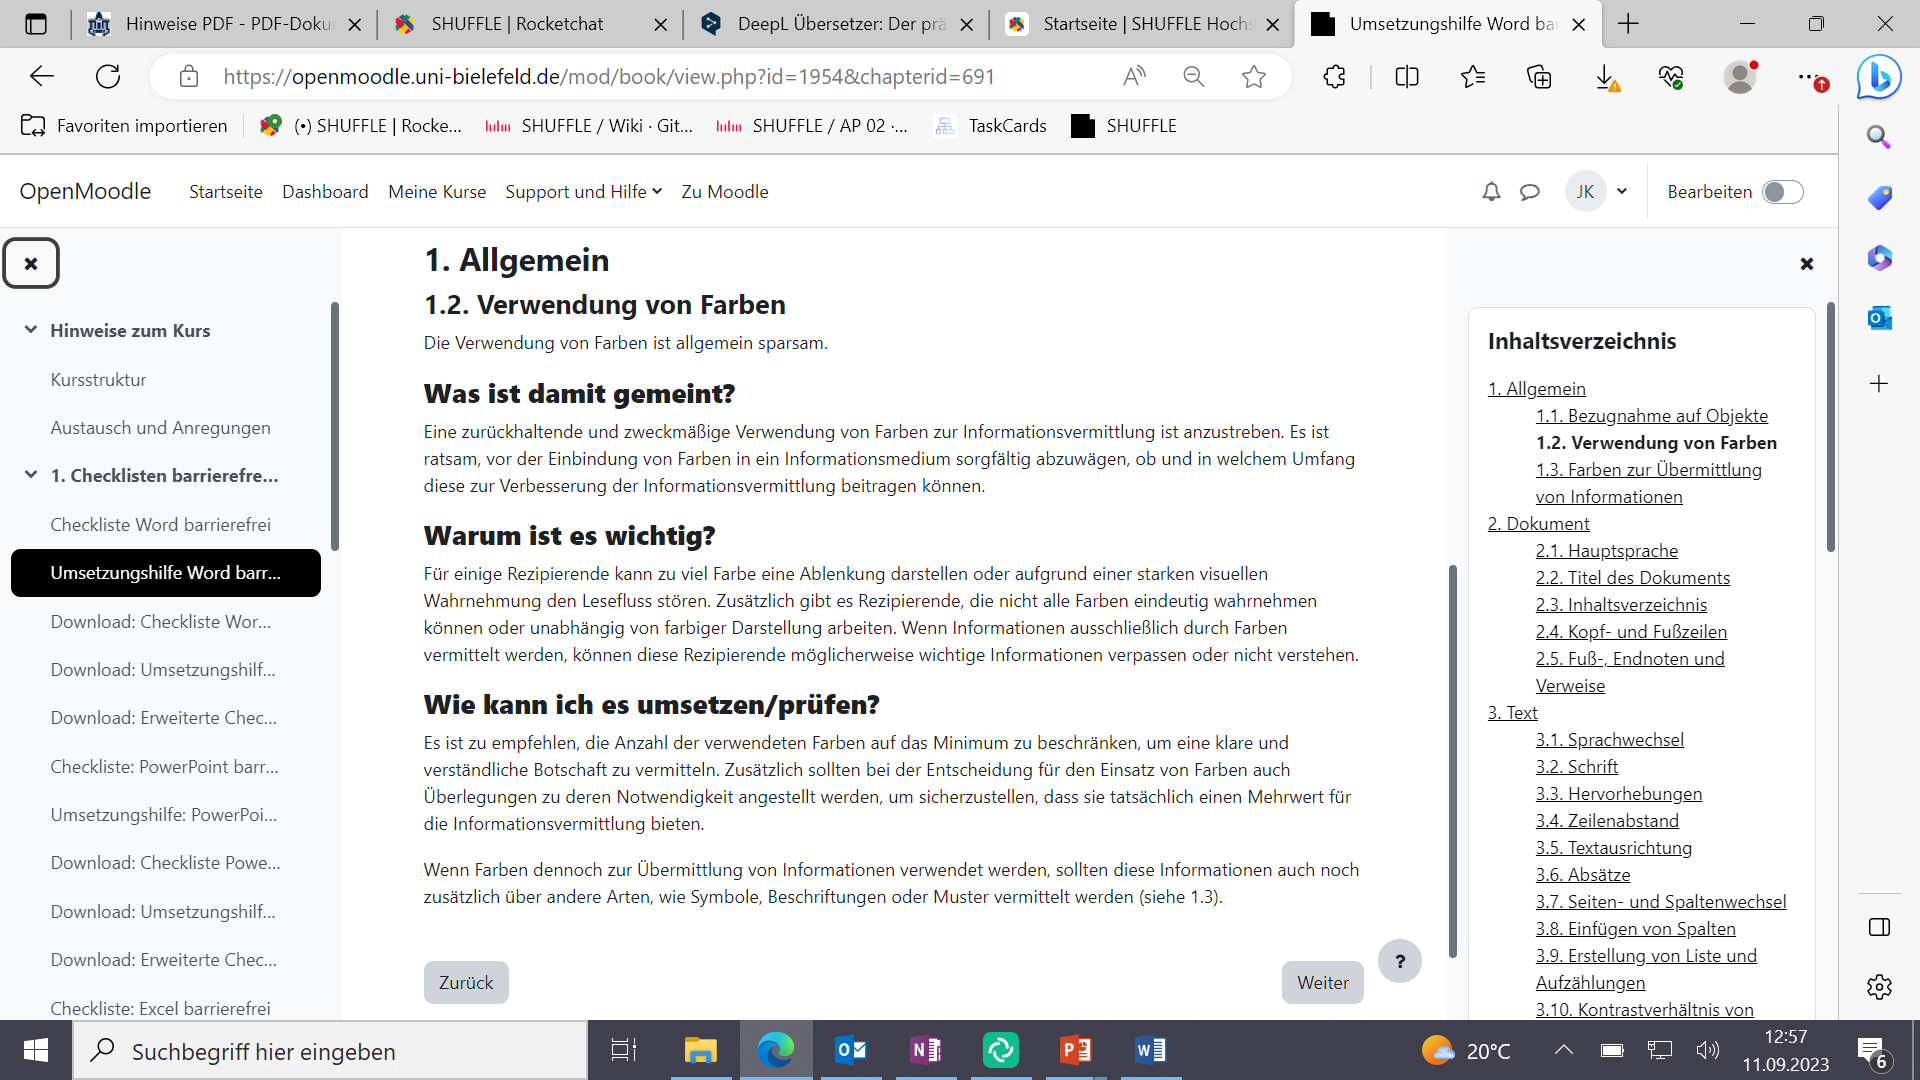 Hinweise PDF - PDF-Doku
SHUFFLE | Rocketchat
DeepL Übersetzer: Der prä
Startseite | SHUFFLE Hochs
Umsetzungshilfe Word bar
https://openmoodle.uni-bielefeld.de/mod/book/view.php?id=1954&chapterid=691
Favoriten importieren
(•) SHUFFLE | Rocke...
SHUFFLE / Wiki · Git...
SHUFFLE / AP 02 ·...
TaskCards
SHUFFLE
OpenMoodle
Startseite
Dashboard
Meine Kurse
Support und Hilfe
Zu Moodle
JK
Bearbeiten
Hinweise zum Kurs
Kursstruktur
Austausch und Anregungen
1. Checklisten barrierefre...
Checkliste Word barrierefrei
Umsetzungshilfe Word barr...
Download: Checkliste Wor...
Download: Umsetzungshilf...
Download: Erweiterte Chec...
Checkliste: PowerPoint barr...
Umsetzungshilfe: PowerPoi...
Download: Checkliste Powe...
Download: Umsetzungshilf...
Download: Erweiterte Chec...
Checkliste: Excel barrierefrei
1. Allgemein
1.2. Verwendung von Farben
Die Verwendung von Farben ist allgemein sparsam.
Was ist damit gemeint?
Eine zurückhaltende und zweckmäßige Verwendung von Farben zur Informationsvermittlung ist anzustreben. Es ist
ratsam, vor der Einbindung von Farben in ein Informationsmedium sorgfältig abzuwägen, ob und in welchem Umfang
diese zur Verbesserung der Informationsvermittlung beitragen können.
Warum ist es wichtig?
Für einige Rezipierende kann zu viel Farbe eine Ablenkung darstellen oder aufgrund einer starken visuellen
Wahrnehmung den Lesefluss stören. Zusätzlich gibt es Rezipierende, die nicht alle Farben eindeutig wahrnehmen
können oder unabhängig von farbiger Darstellung arbeiten. Wenn Informationen ausschließlich durch Farben
vermittelt werden, können diese Rezipierende möglicherweise wichtige Informationen verpassen oder nicht verstehen.
Wie kann ich es umsetzen/prüfen?
Es ist zu empfehlen, die Anzahl der verwendeten Farben auf das Minimum zu beschränken, um eine klare und
verständliche Botschaft zu vermitteln. Zusätzlich sollten bei der Entscheidung für den Einsatz von Farben auch
Überlegungen zu deren Notwendigkeit angestellt werden, um sicherzustellen, dass sie tatsächlich einen Mehrwert für
die Informationsvermittlung bieten.
Wenn Farben dennoch zur Übermittlung von Informationen verwendet werden, sollten diese Informationen auch noch
zusätzlich über andere Arten, wie Symbole, Beschriftungen oder Muster vermittelt werden (siehe 1.3).
Zurück
Weiter
?
Inhaltsverzeichnis
1. Allgemein
1.1. Bezugnahme auf Objekte
1.2. Verwendung von Farben
1.3. Farben zur Übermittlung
von Informationen
2. Dokument
2.1. Hauptsprache
2.2. Titel des Dokuments
2.3. Inhaltsverzeichnis
2.4. Kopf- und Fußzeilen
2.5. Fuß-, Endnoten und
Verweise
3. Text
3.1. Sprachwechsel
3.2. Schrift
3.3. Hervorhebungen
3.4. Zeilenabstand
3.5. Textausrichtung
3.6. Absätze
3.7. Seiten- und Spaltenwechsel
3.8. Einfügen von Spalten
3.9. Erstellung von Liste und
Aufzählungen
3.10. Kontrastverhältnis von
Suchbegriff hier eingeben
20°C
12:57
11.09.2023
6